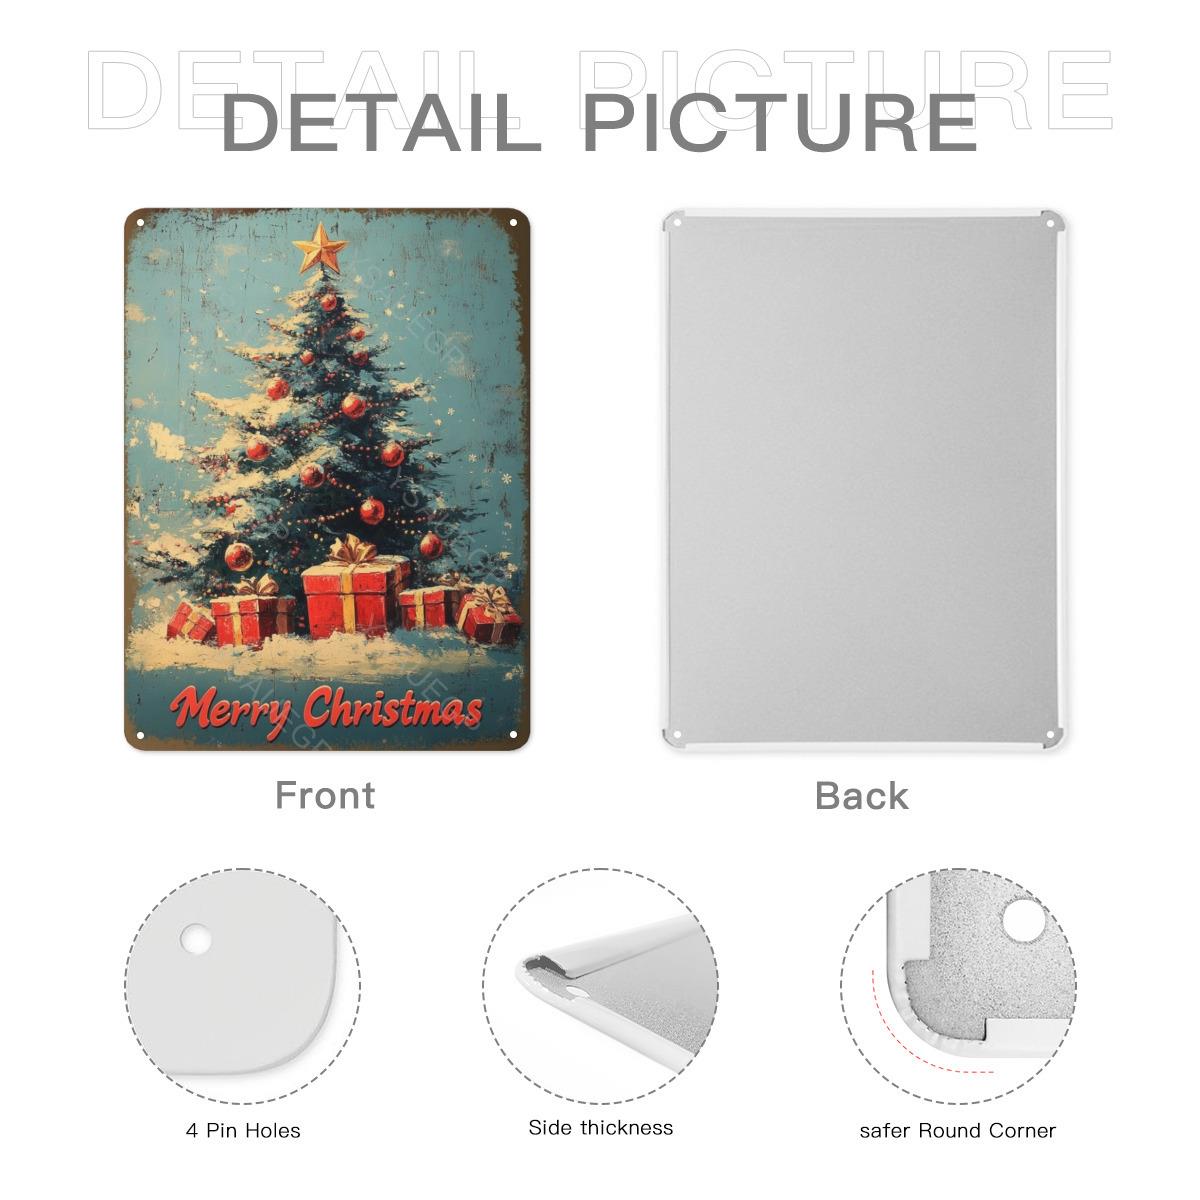 DETAIL PICTURE
DETAIL PICTURE
Merry Christmas
Front
Back
4 Pin Holes
Side thickness
safer Round Corner